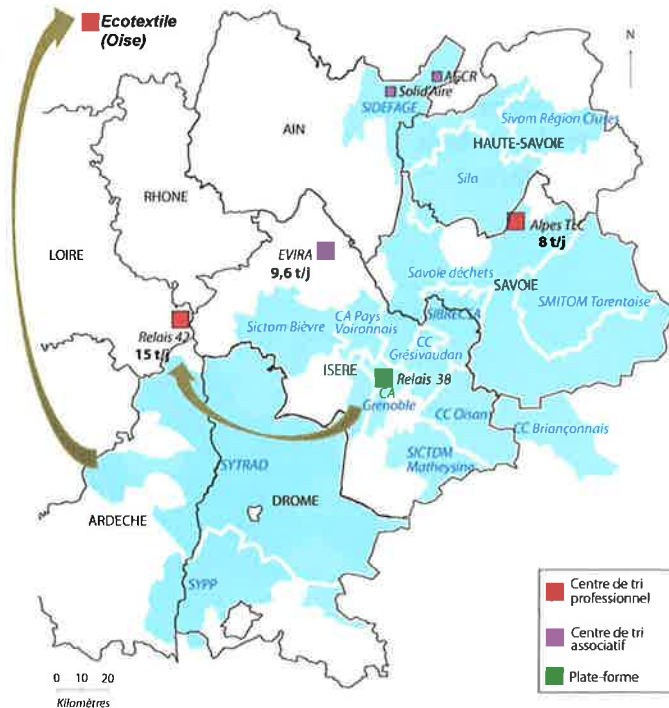 Ecotextile
(Oise)
N
AGCR
Solid'Aire
SIDEFAGE
Sivom Région Cluses
AIN
HAUTE-SAVOIE
Sila
RHONE
Alpes TEC
8 t/j
LOIRE
EVIRA
9,6 t/j
Savoie déchets
SAVOIE
SMITOM Tarentaise
Sictom Bièvre
CA Pays
Voironnais
SIBRECSA
CC
Grésivaudan
Relais 42
15 t/j
ISERE
Relais 38
CA
Grenoble
CC Oisan
CC Briançonnais
SICTDM
Matheysine
SYTRAD
DROME
ARDECHE
SYPP
Centre de tri
professionnel
Centre de tri
associatif
Plate-forme
0 10 20
Kilomètres